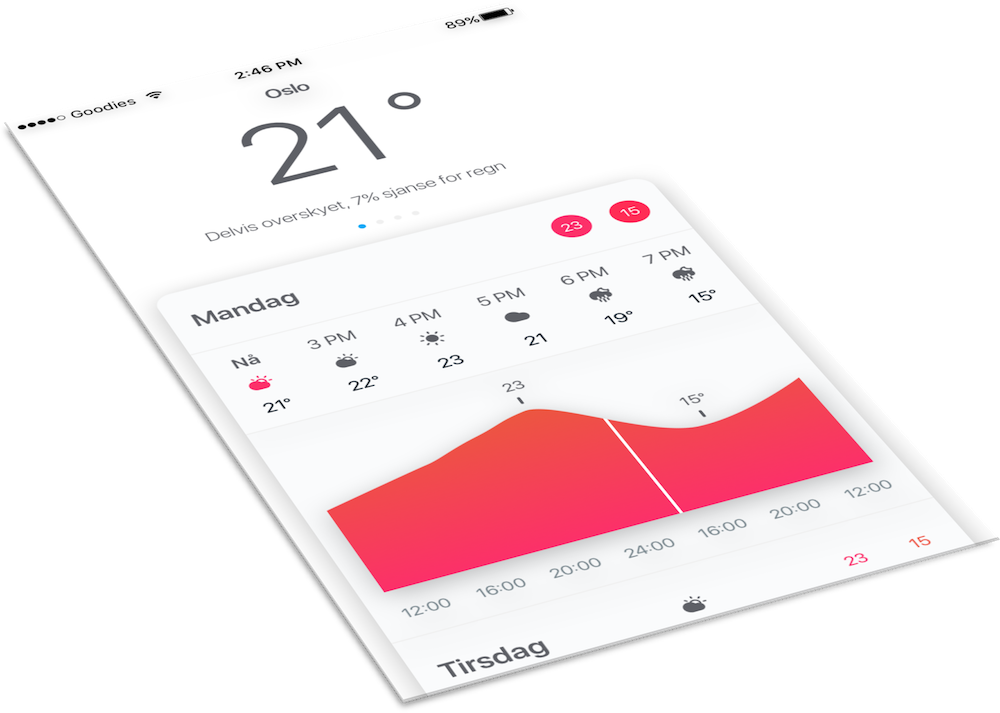 Goodies 2:46 PM 89%
Oslo
21°
Delvis overskyet, 7% sjanse for regn
Mandag 23 15
Nå 3 PM 4 PM 5 PM 6 PM 7 PM
21° 22° 23 21 19° 15°
23 15°
12:00 16:00 20:00 24:00 16:00 20:00 12:00
Tirsdag 23 15